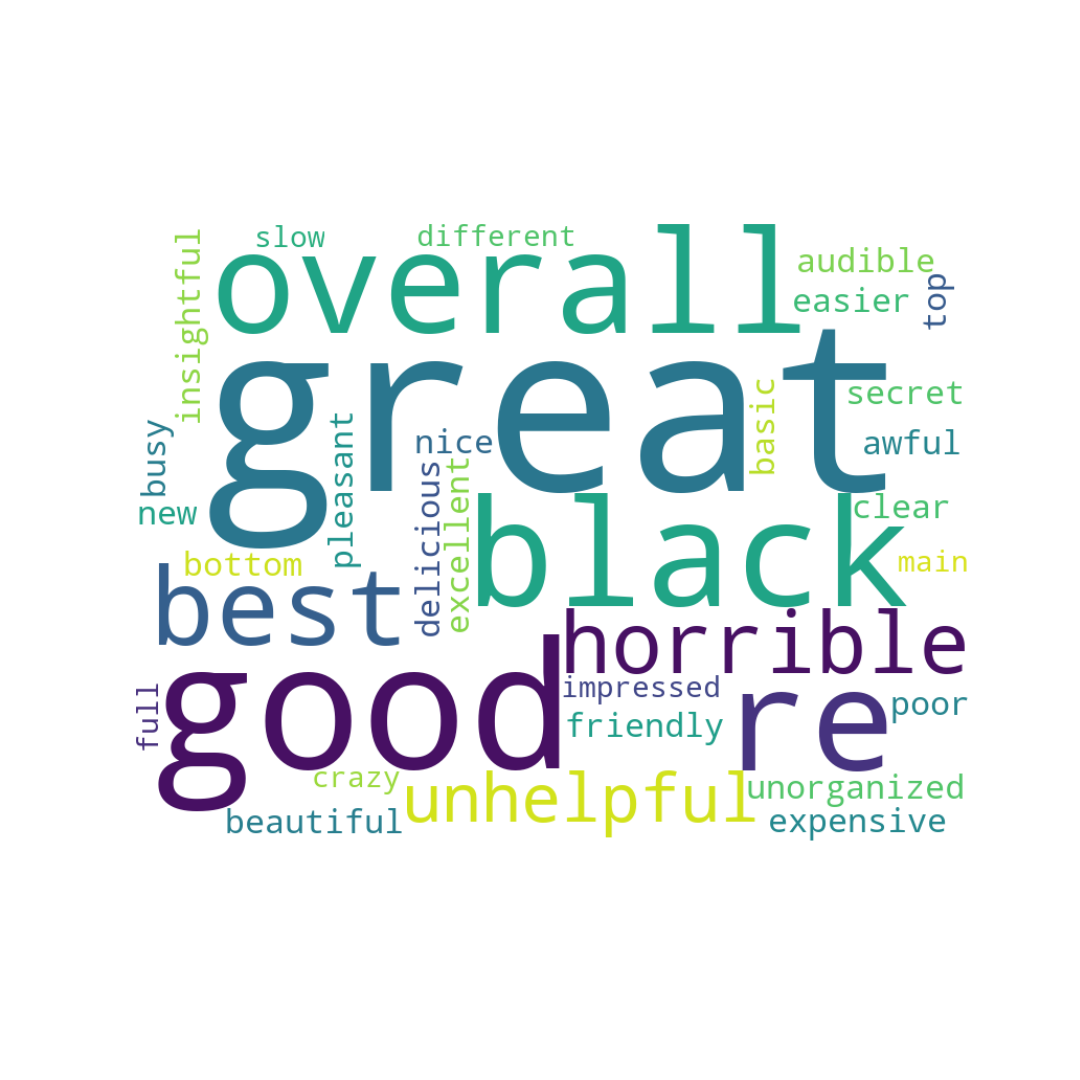 slow
different
overall
insightful
audible
easier
top
great
basic
secret
awful
busy
pleasant
nice
delicious
excellent
new
black
clear
bottom
main
best
horrible
good
impressed
re
full
friendly
poor
crazy
unhelpful
unorganized
beautiful
expensive